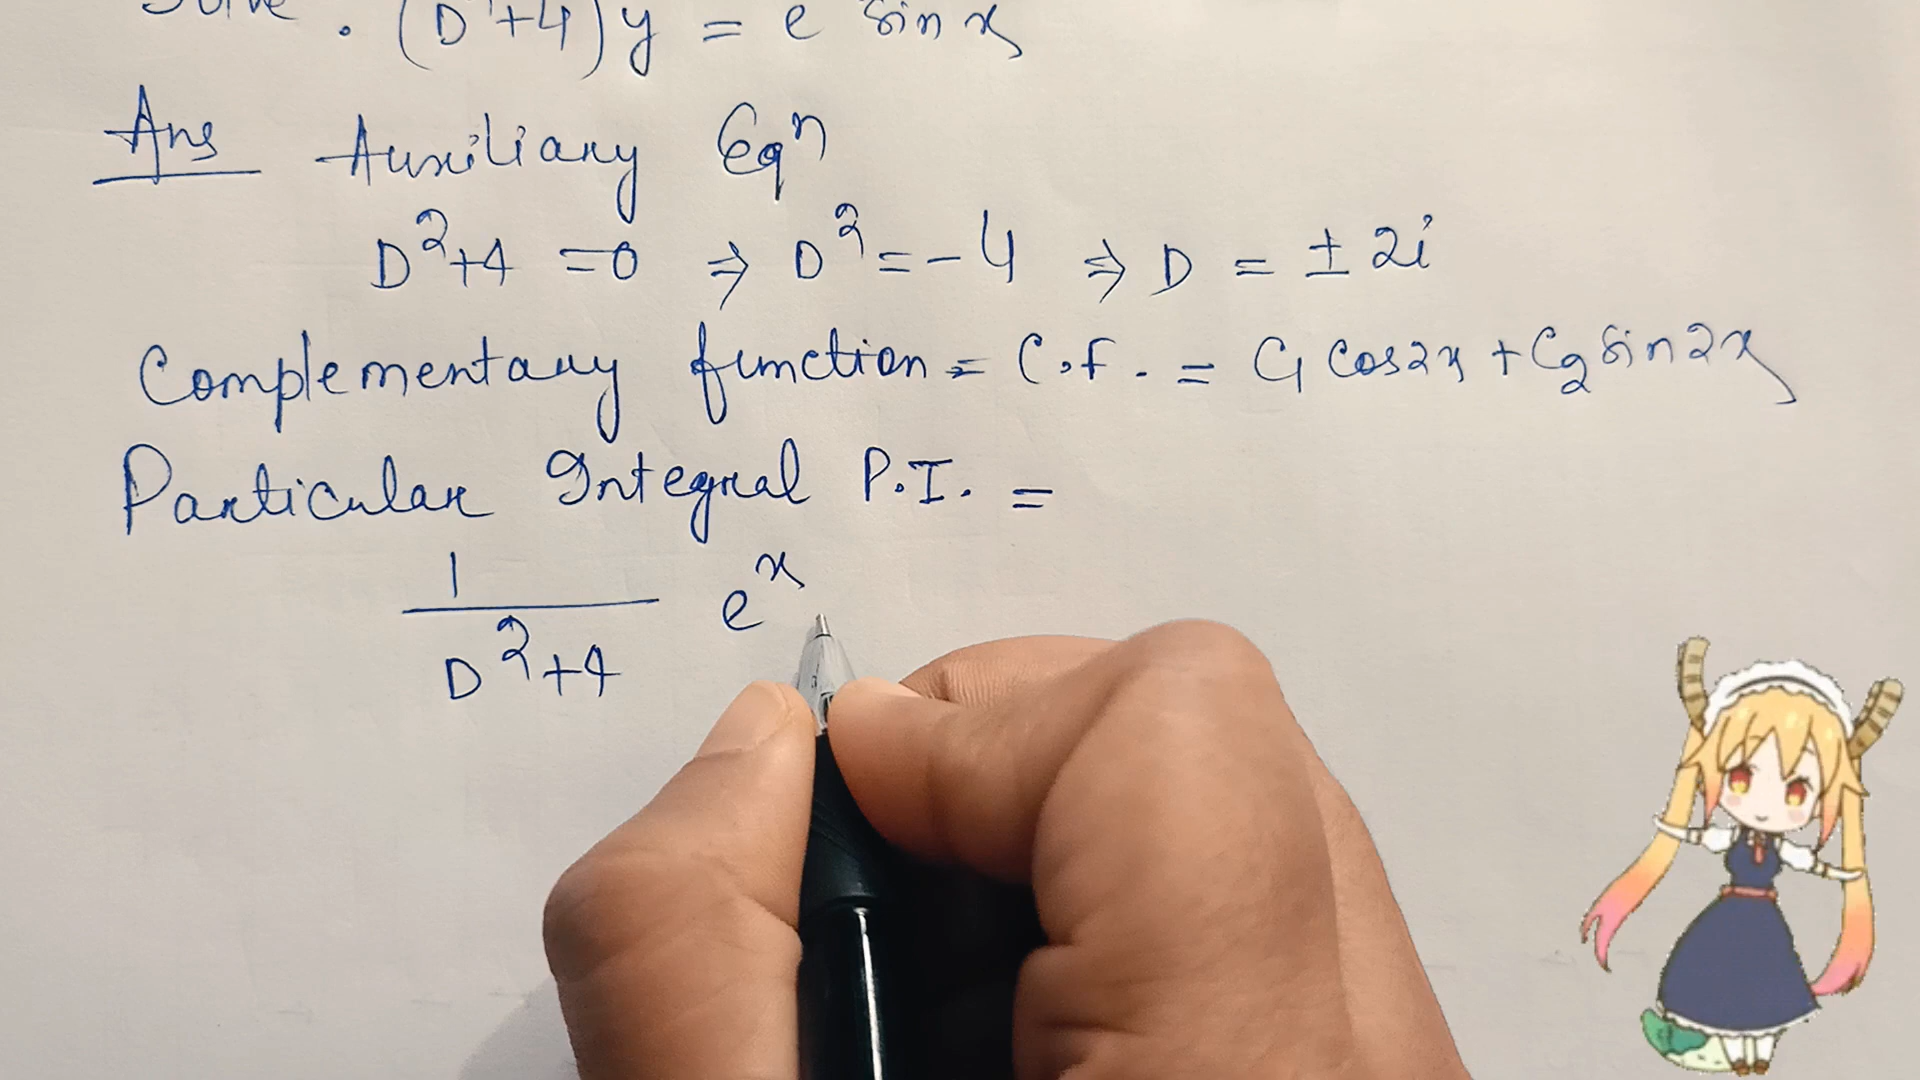 Solve . (D²+4)y = e sin x
Ans Auxiliary Eqⁿ
D²+4 =0 ⇒ D² = -4 ⇒ D = ± 2i
Complementary function = C.F. = C₁ Cos2x + C₂ Sin2x
Particular Integral P.I. =
1/(D²+4) eˣ